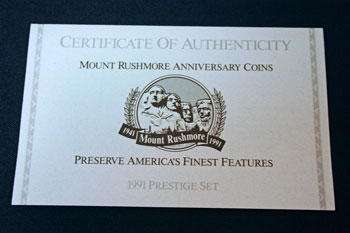 CERTIFICATE OF AUTHENTICITY
MOUNT RUSHMORE ANNIVERSARY COINS
1941 Mount Rushmore 1991
PRESERVE AMERICA'S FINEST FEATURES
1991 PRESTIGE SET